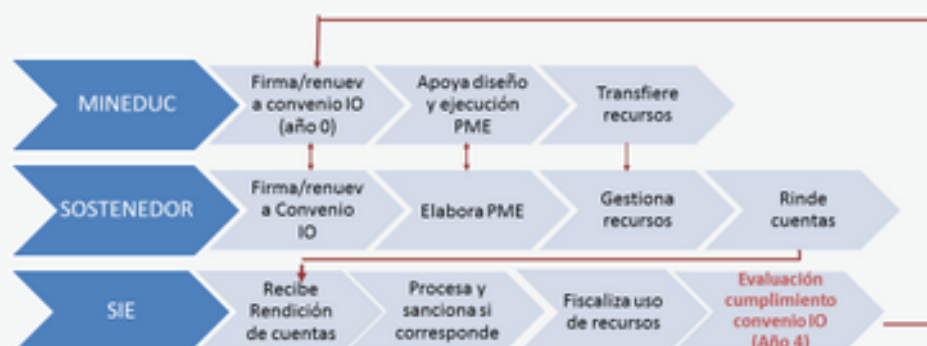 MINEDUC
Firma/renuev
a convenio IO
(año 0)
Apoya diseño
y ejecución
PME
Transfiere
recursos
SOSTENEDOR
Firma/renuev
a Convenio
IO
Elabora PME
Gestiona
recursos
Rinde
cuentas
SIE
Recibe
Rendición
de cuentas
Procesa y
sanciona si
corresponde
Fiscaliza uso
de recursos
Evaluación
cumplimiento
convenio IO
(Año 4)